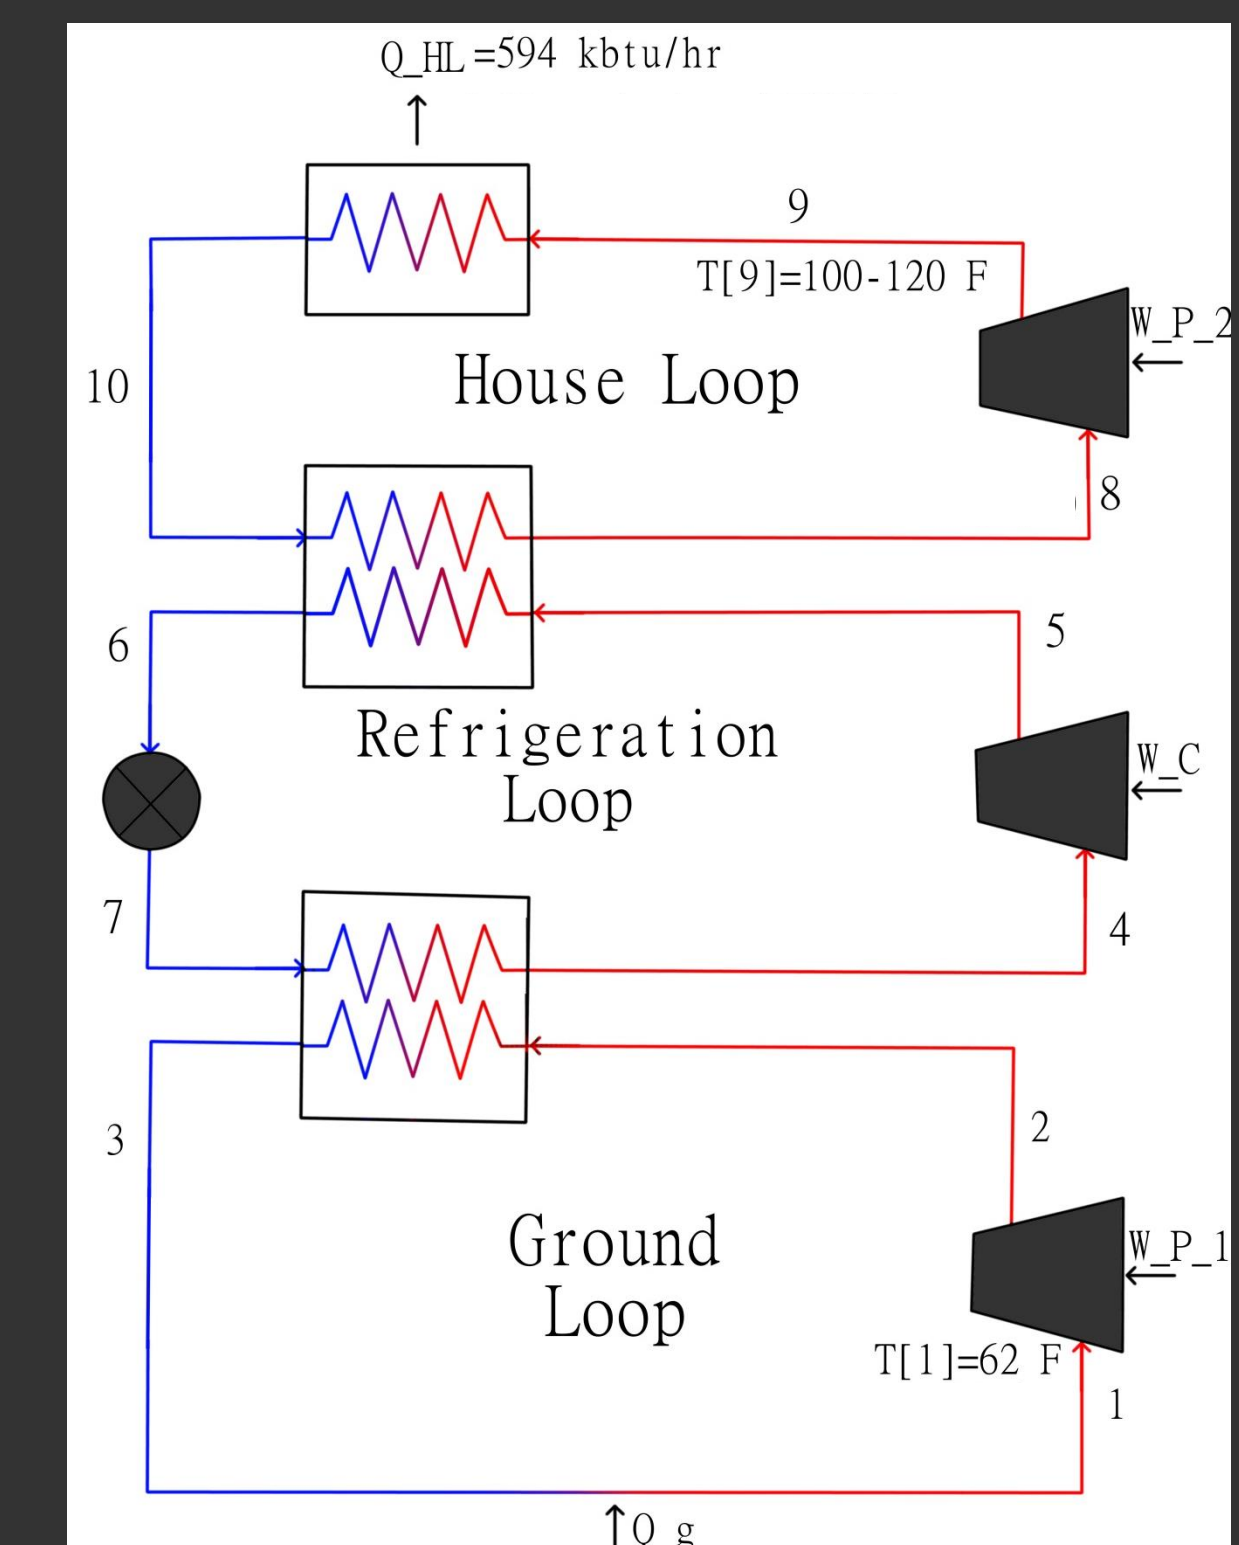 Q_HL =594 kbtu/hr
9
T[9]=100-120 F
W_P_2
House Loop
10
8
6
5
Refrigeration
Loop
W_C
7
4
3
2
Ground
Loop
W_P_1
T[1]=62 F
1
Q_g